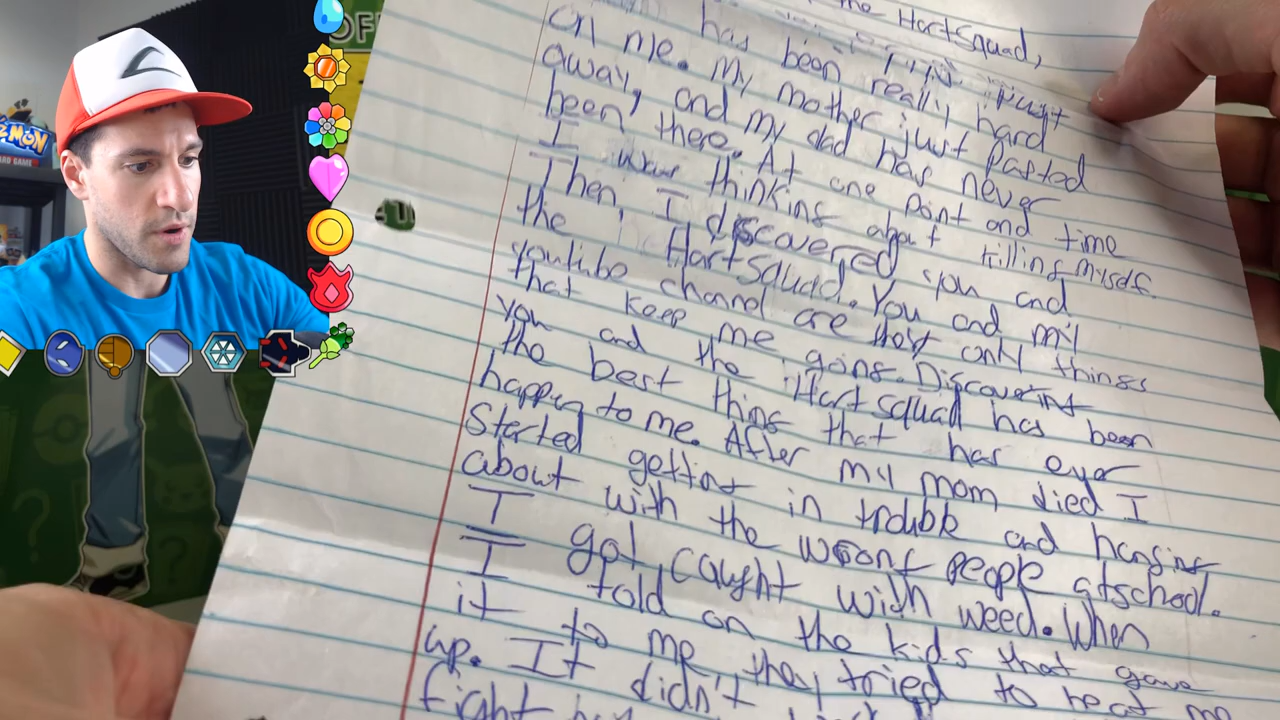 the HartSquad,
has been really hard
on me. My mother just Pasted
away, and my dad has never
been there. At one point and time
I was thinking about killing myself.
Then, I discovered you and
the HartSquad. You and my
youtube channel are the only things
that keep me going. Discovering
you and the Hartsquad has been
the best thing that has ever
happing to me. After my mom died I
Started getting in trouble and hanging
about with the wrong people atschool.
I got caught with weed. When
I told on the kids that gave
it to me they tried to beat me
up. It didn't
fight
OF